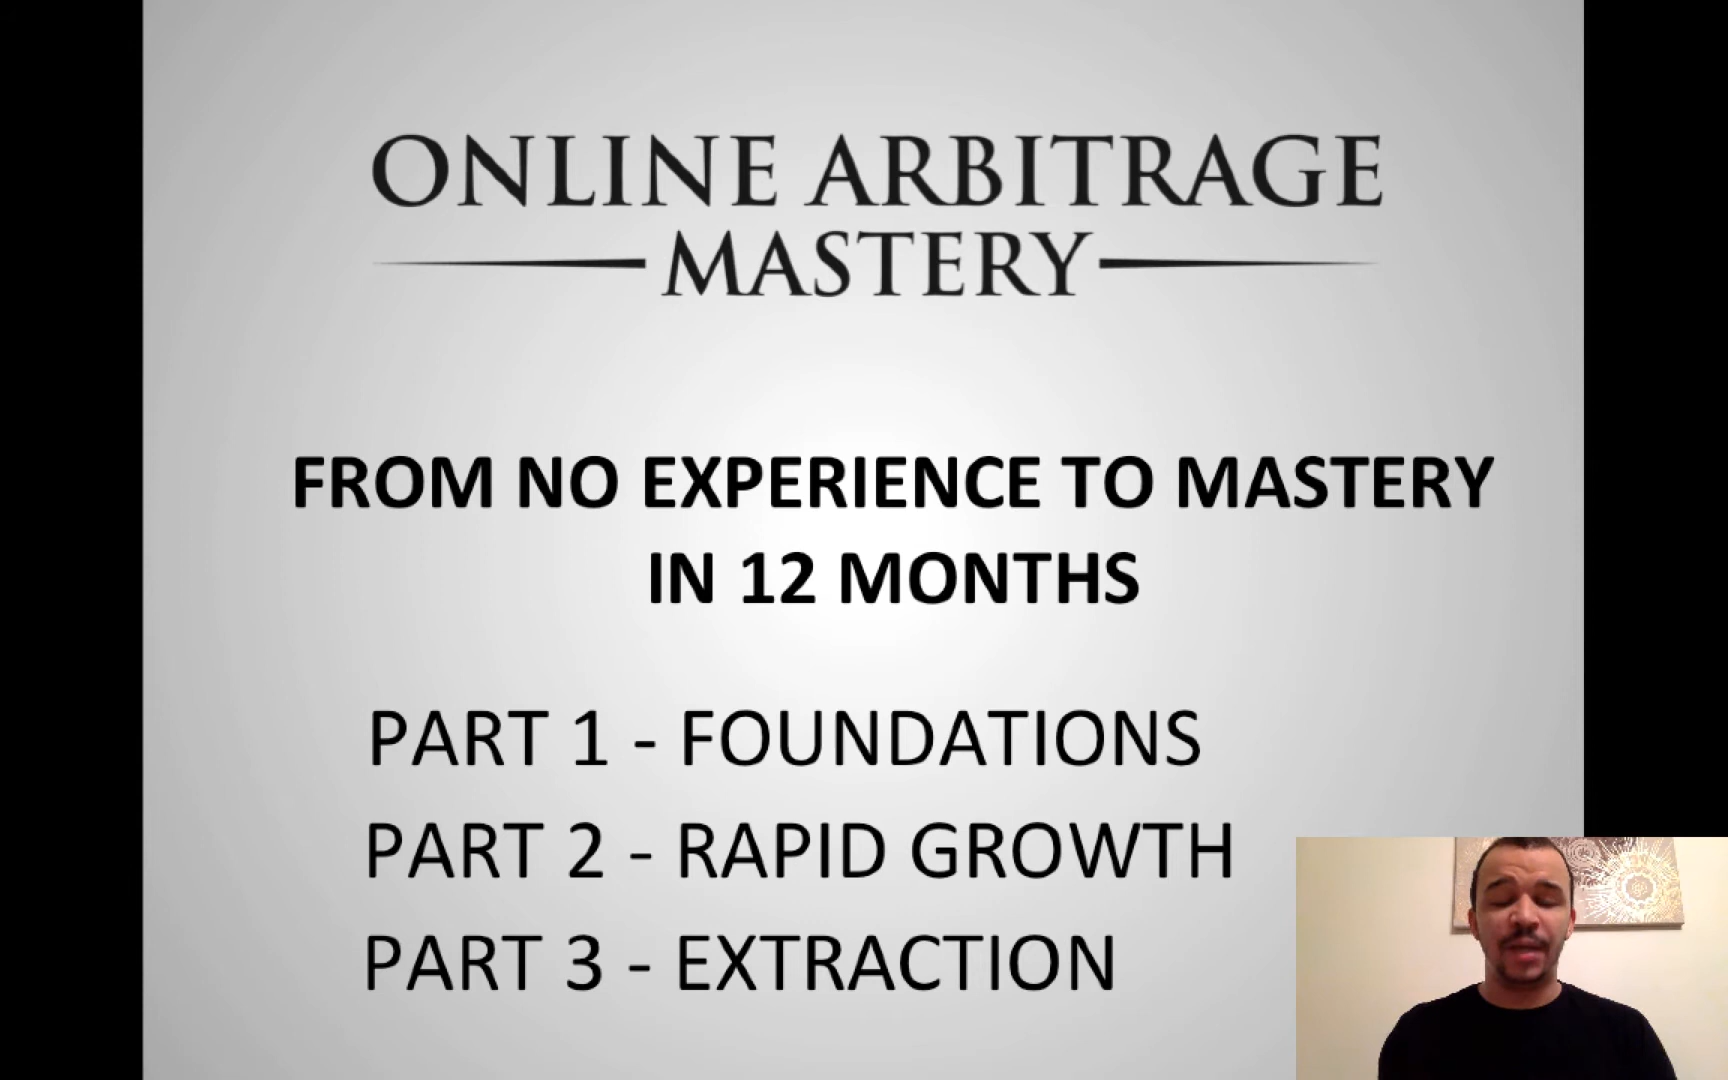 ONLINE ARBITRAGE
MASTERY
FROM NO EXPERIENCE TO MASTERY
IN 12 MONTHS
PART 1 - FOUNDATIONS
PART 2 - RAPID GROWTH
PART 3 - EXTRACTION